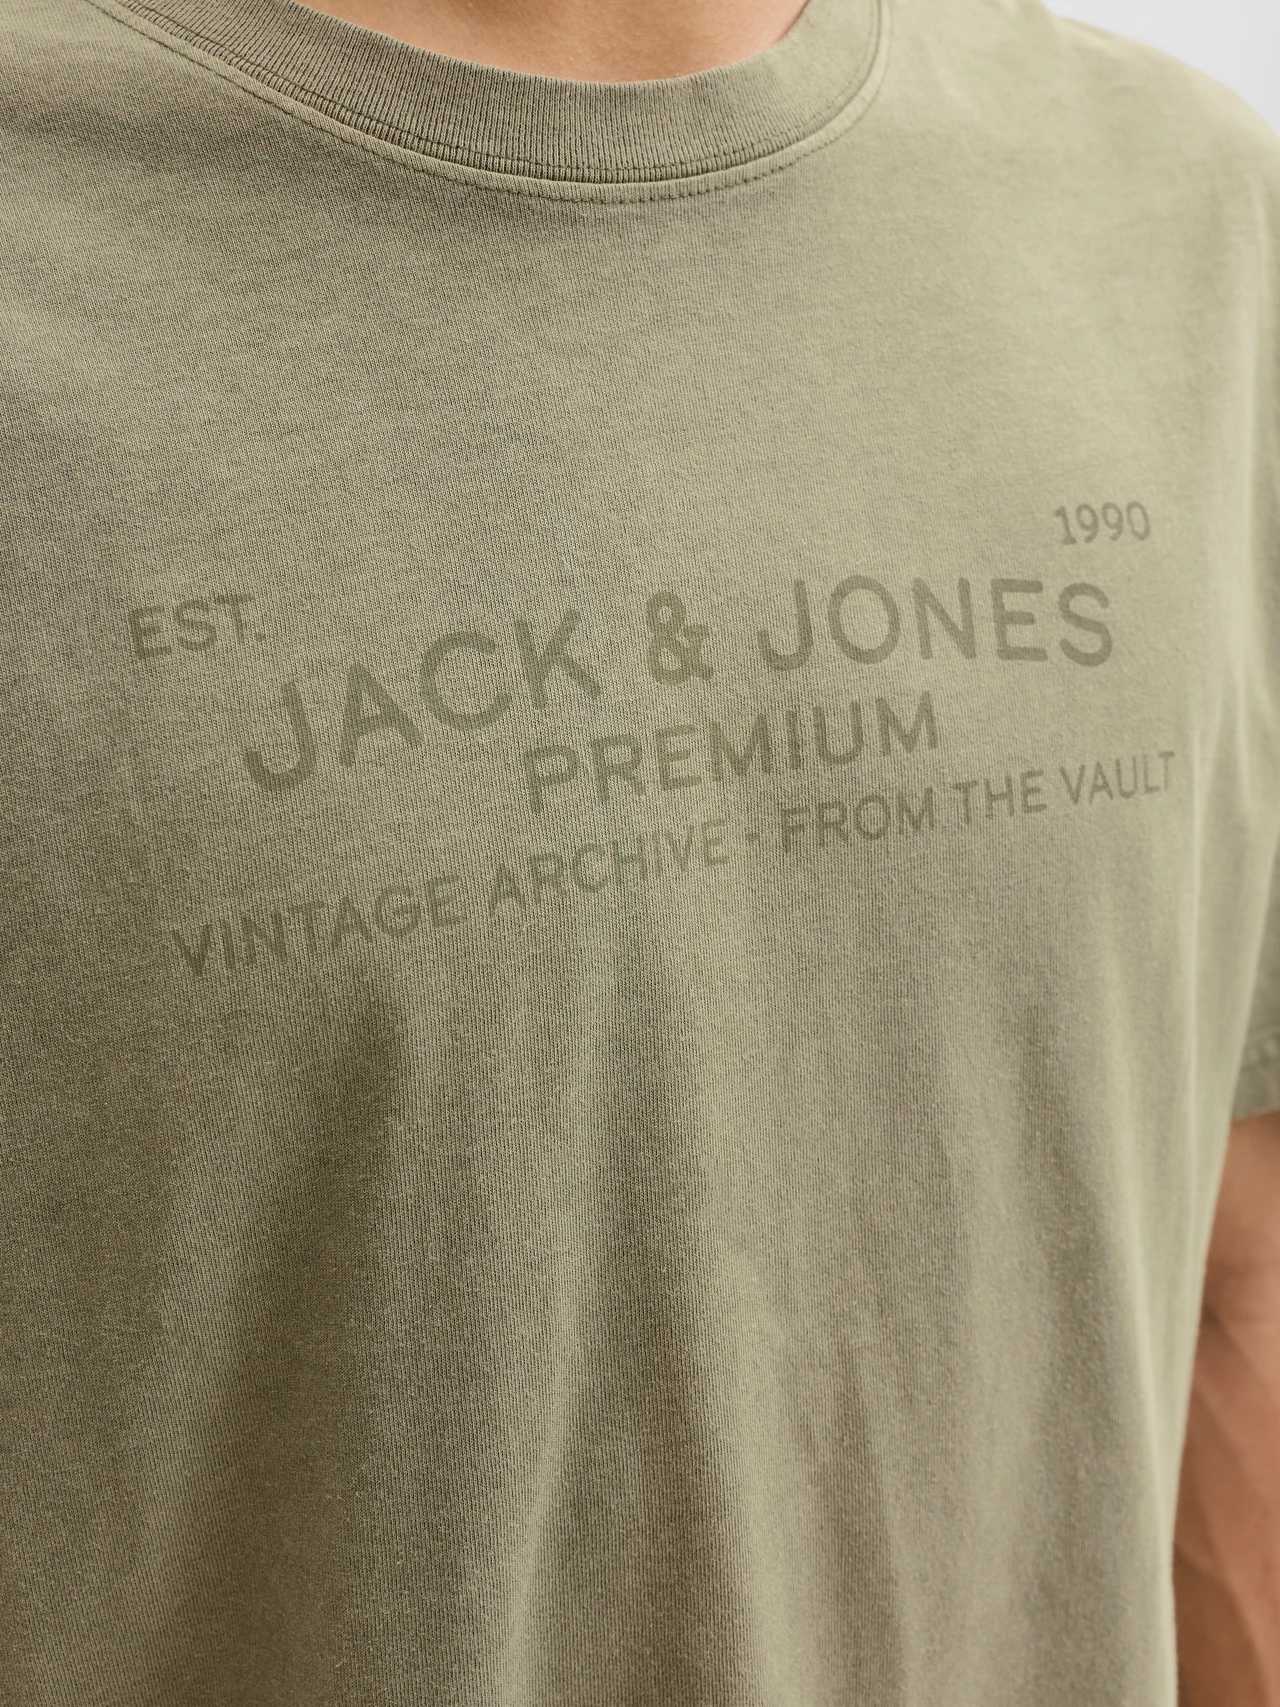 EST. 1990
JACK & JONES
PREMIUM
VINTAGE ARCHIVE - FROM THE VAULT